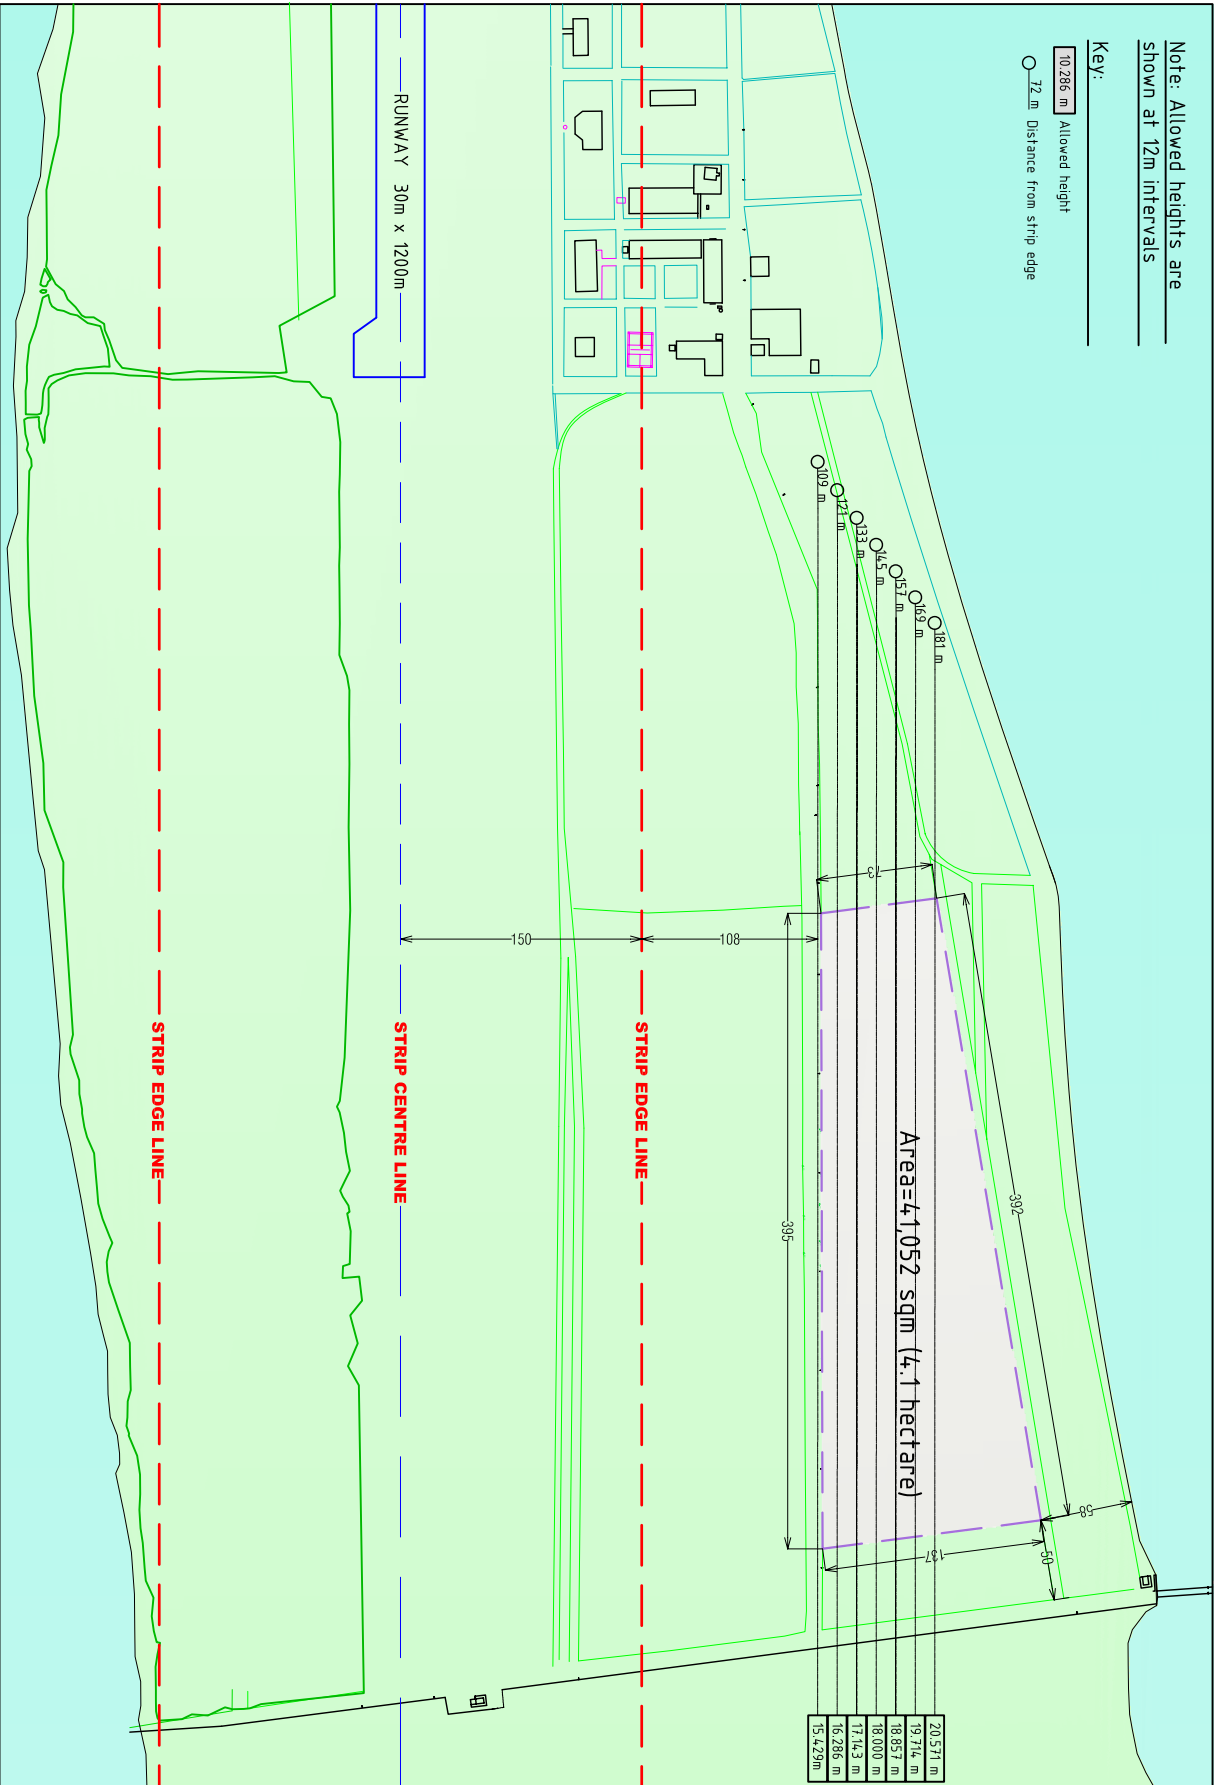 Note: Allowed heights are
shown at 12m intervals
Key:
10.286 m Allowed height
72 m Distance from strip edge
RUNWAY 30m x 1200m
109 m
121 m
133 m
145 m
157 m
169 m
181 m
73
150
108
STRIP EDGE LINE
STRIP CENTRE LINE
STRIP EDGE LINE
Area=41,052 sqm (4.1 hectare)
392
395
58
50
137
20.571 m
19.714 m
18.857 m
18.000 m
17.143 m
16.286 m
15.429m